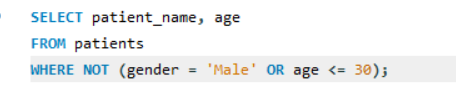 SELECT patient_name, age
FROM patients
WHERE NOT (gender = 'Male' OR age <= 30);